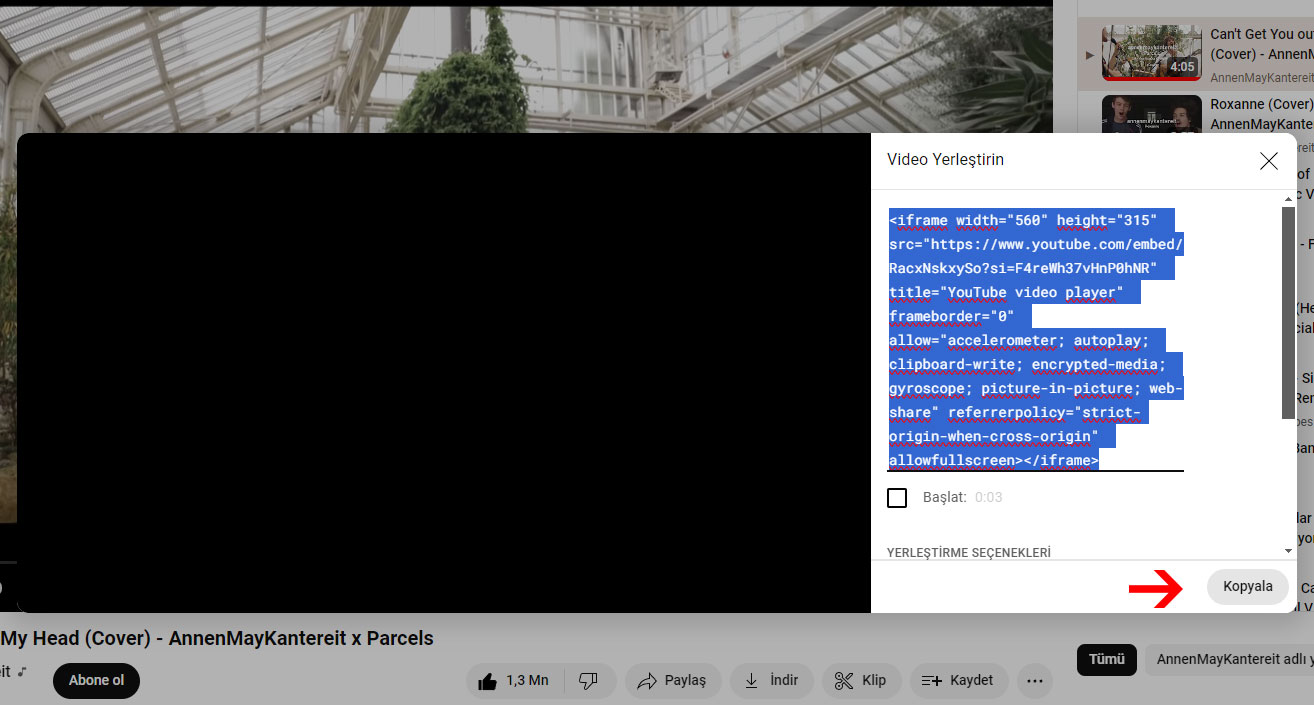 Can't Get You
(Cover) - AnnenM
4:05
AnnenMayKantereit
Roxanne (Cover)
AnnenMayKante
Video Yerleştirin
<iframe width="560" height="315"
src="https://www.youtube.com/embed/
RacxNskxySo?si=F4reWh37vHnP0hNR"
title="YouTube video player"
frameborder="0"
allow="accelerometer; autoplay;
clipboard-write; encrypted-media;
gyroscope; picture-in-picture; web-
share" referrerpolicy="strict-
origin-when-cross-origin"
allowfullscreen></iframe>
Başlat: 0:03
YERLEŞTİRME SEÇENEKLERİ
Kopyala
My Head (Cover) - AnnenMayKantereit x Parcels
Abone ol
1,3 Mn
Paylaş
İndir
Klip
Kaydet
Tümü
AnnenMayKantereit adlı